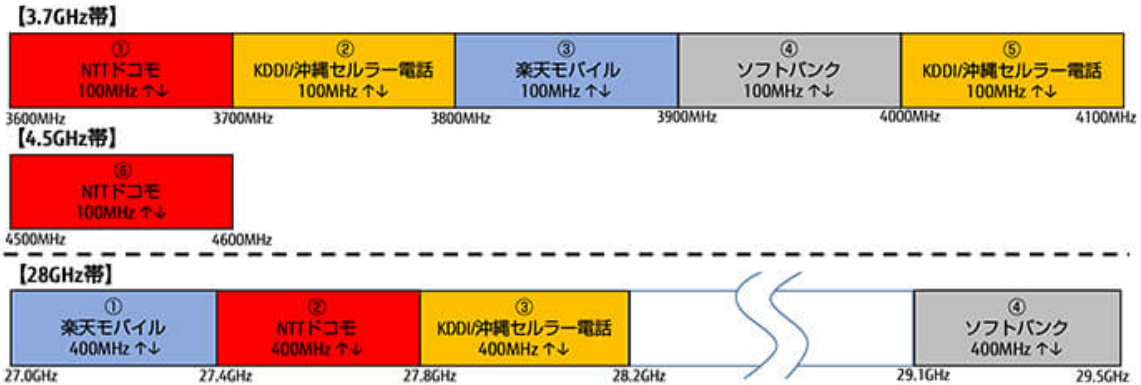 【3.7GHz帯】
① ② ③ ④ ⑤
NTTドコモ KDDI/沖縄セルラー電話 楽天モバイル ソフトバンク KDDI/沖縄セルラー電話
100MHz ↑↓ 100MHz ↑↓ 100MHz ↑↓ 100MHz ↑↓ 100MHz ↑↓
3600MHz 3700MHz 3800MHz 3900MHz 4000MHz 4100MHz
【4.5GHz帯】
⑥
NTTドコモ
100MHz ↑↓
4500MHz 4600MHz
【28GHz帯】
① ② ③ ④
楽天モバイル NTTドコモ KDDI/沖縄セルラー電話 ソフトバンク
400MHz ↑↓ 400MHz ↑↓ 400MHz ↑↓ 400MHz ↑↓
27.0GHz 27.4GHz 27.8GHz 28.2GHz 29.1GHz 29.5GHz